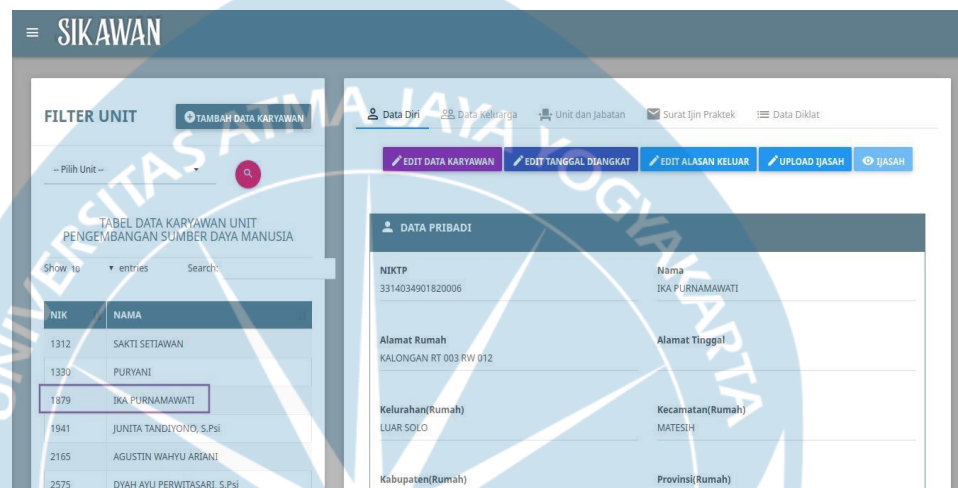 SIKAWAN
FILTER UNIT
TAMBAH DATA KARYAWAN
-- Pilih Unit --
TABEL DATA KARYAWAN UNIT
PENGEMBANGAN SUMBER DAYA MANUSIA
Show 10 entries Search:
NIK NAMA
1312 SAKTI SETIAWAN
1330 PURYANI
1879 IKA PURNAMAWATI
1941 JUNITA TANDIYONO, S.Psi
2165 AGUSTIN WAHYU ARIANI
2575 DYAH AYU PERWITASARI, S.Psi
Data Diri Data Keluarga Unit dan Jabatan Surat Ijin Praktek Data Diklat
EDIT DATA KARYAWAN EDIT TANGGAL DIANGKAT EDIT ALASAN KELUAR UPLOAD IJASAH IJASAH
DATA PRIBADI
NIKTP Nama
3314034901820006 IKA PURNAMAWATI
Alamat Rumah Alamat Tinggal
KALONGAN RT 003 RW 012
Kelurahan(Rumah) Kecamatan(Rumah)
LUAR SOLO MATESIH
Kabupaten(Rumah) Provinsi(Rumah)
UNIVERSITAS ATMA JAYA YOGYAKARTA